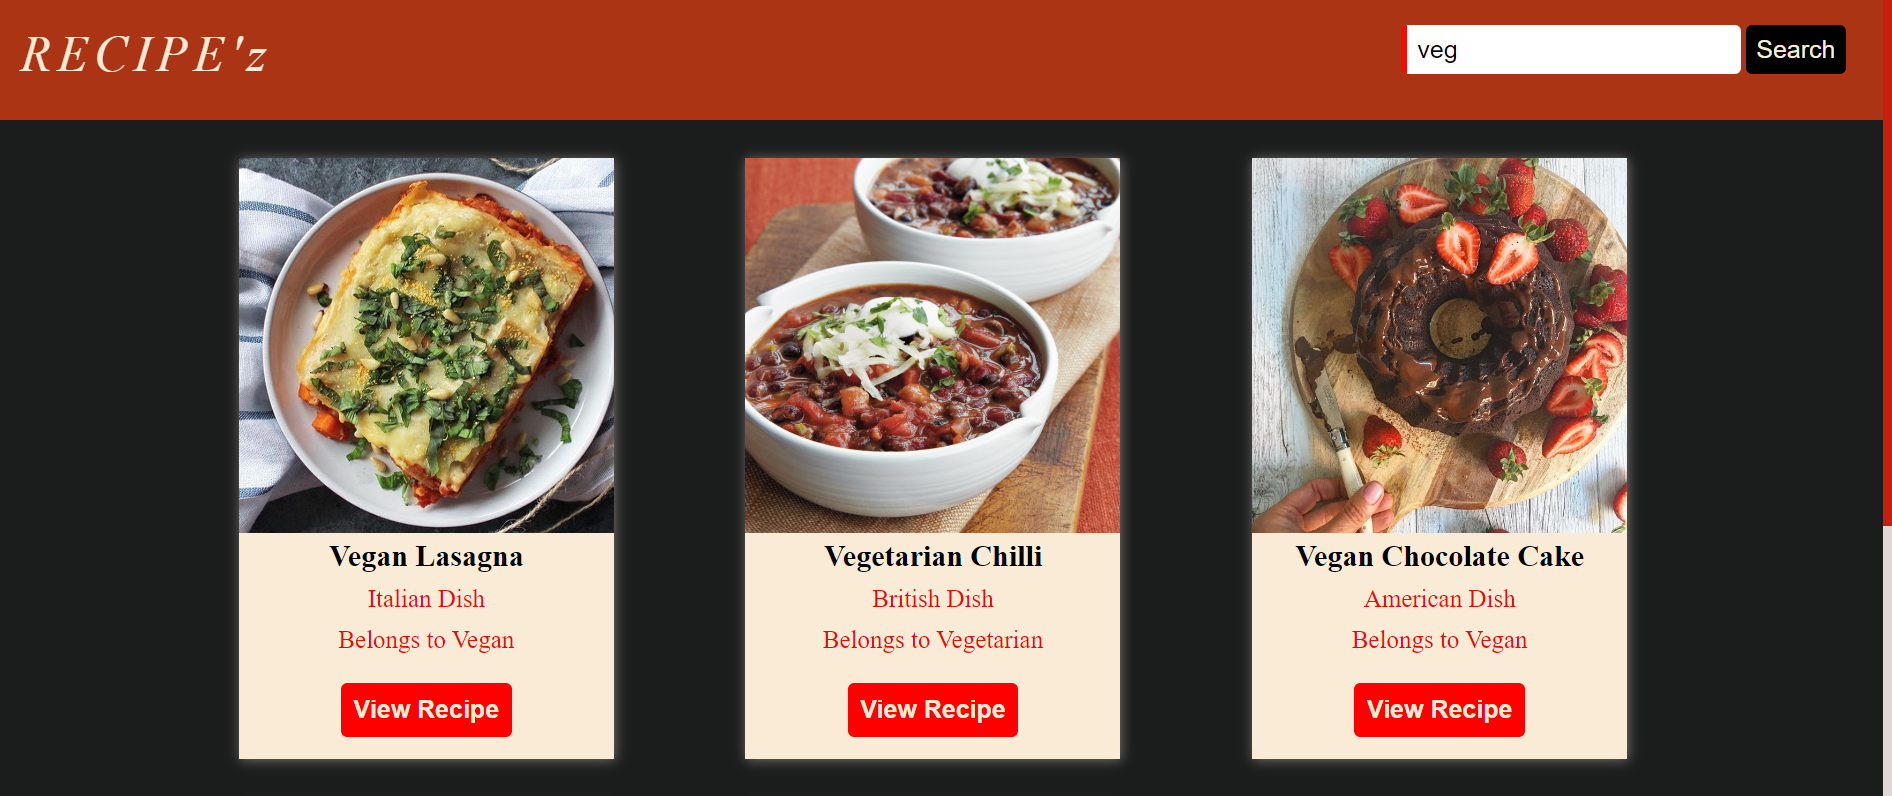 RECIPE'z
veg
Search
Vegan Lasagna
Italian Dish
Belongs to Vegan
View Recipe
Vegetarian Chilli
British Dish
Belongs to Vegetarian
View Recipe
Vegan Chocolate Cake
American Dish
Belongs to Vegan
View Recipe